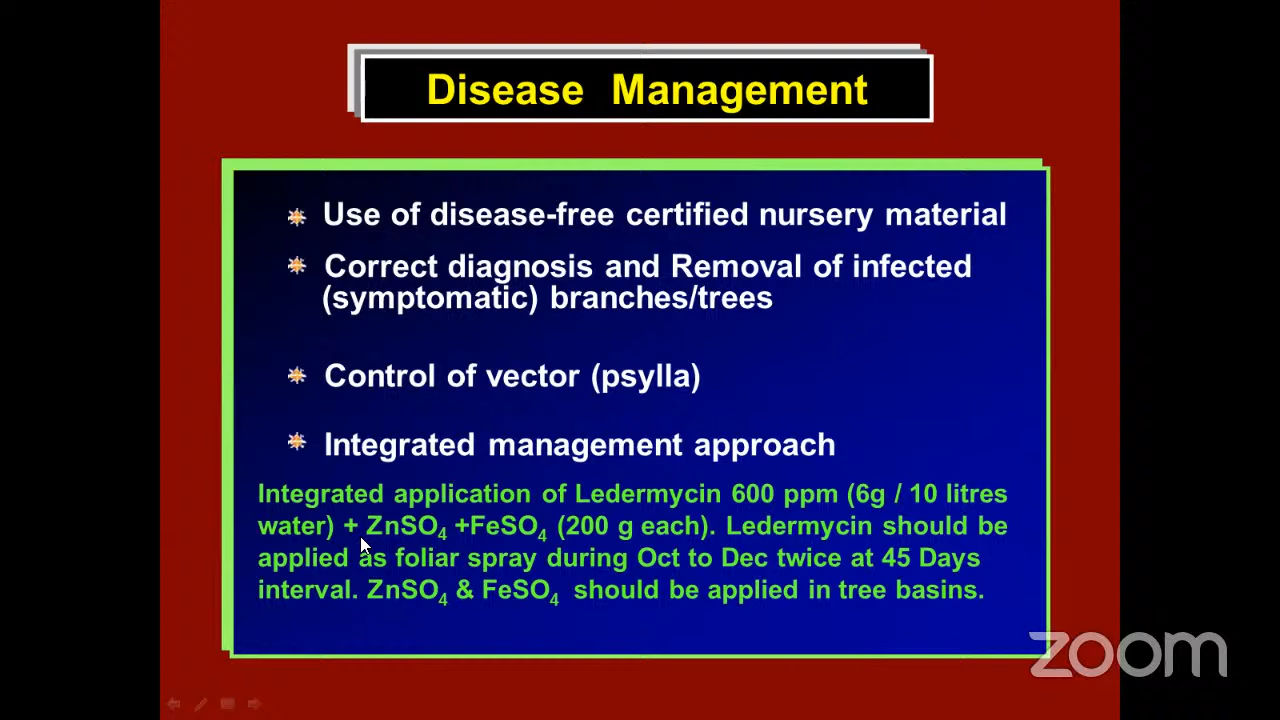 Disease Management
Use of disease-free certified nursery material
Correct diagnosis and Removal of infected
(symptomatic) branches/trees
Control of vector (psylla)
Integrated management approach
Integrated application of Ledermycin 600 ppm (6g / 10 litres
water) + ZnSO₄ +FeSO₄ (200 g each). Ledermycin should be
applied as foliar spray during Oct to Dec twice at 45 Days
interval. ZnSO₄ & FeSO₄ should be applied in tree basins.
zoom